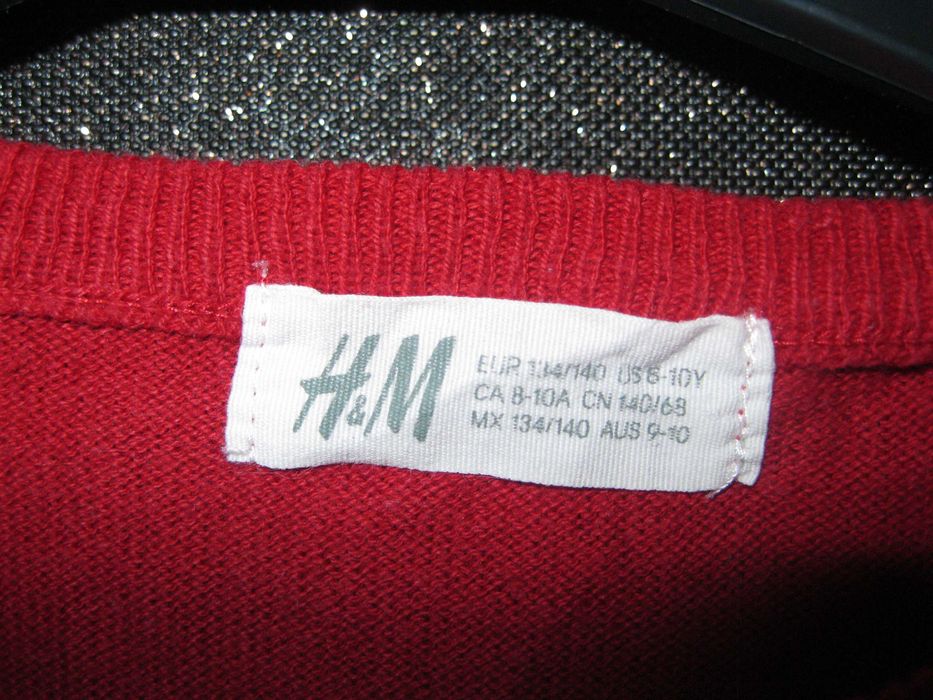 H&M
EUR 134/140 US 8-10Y
CA 8-10A CN 140/68
MX 134/140 AUS 9-10